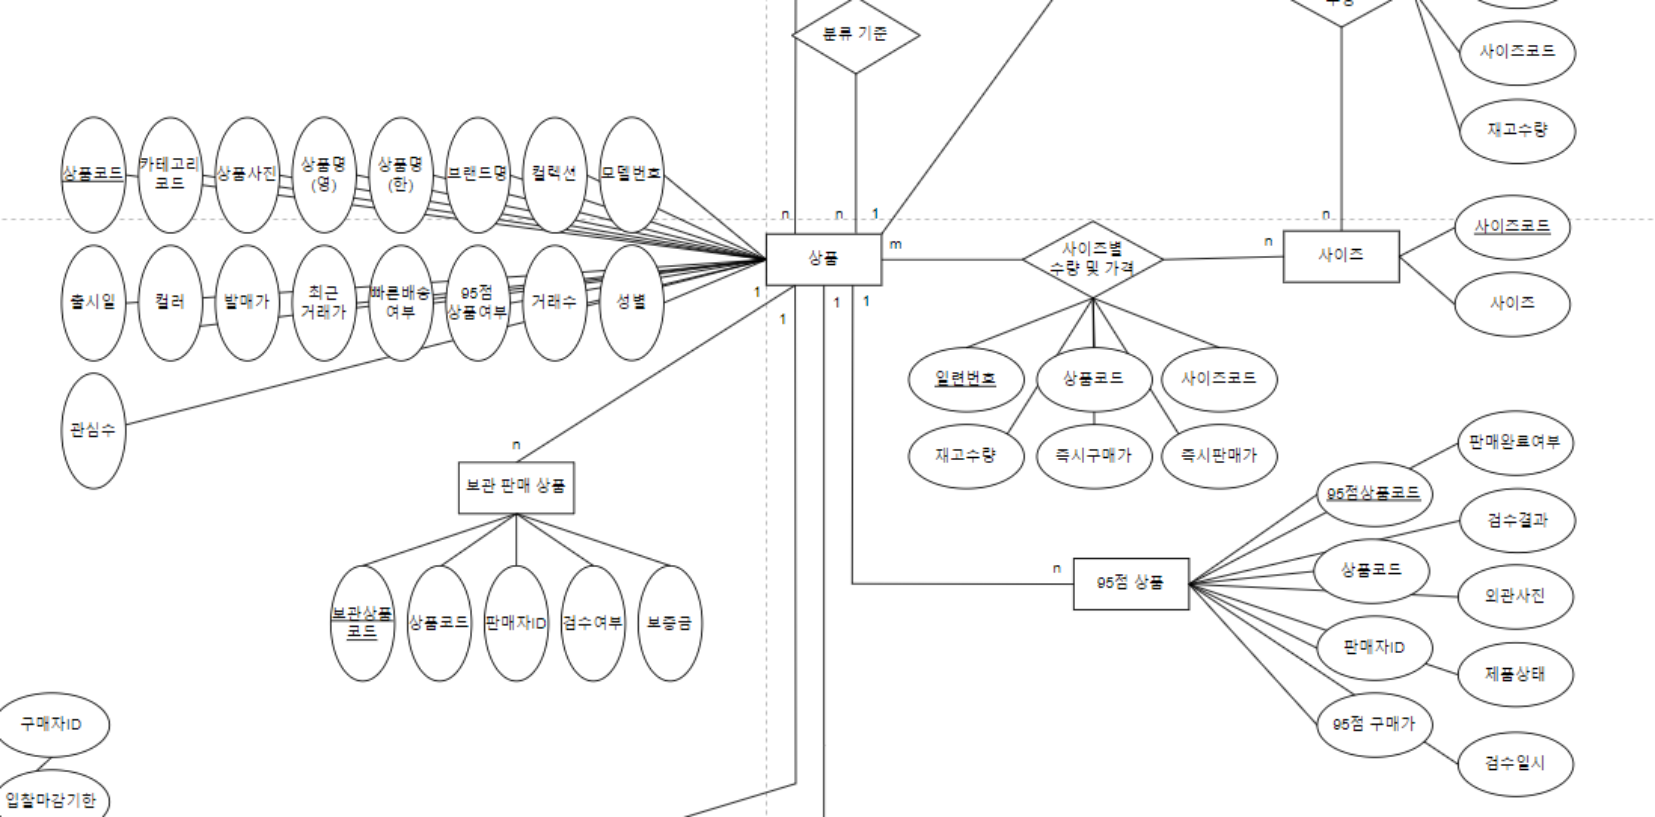 분류 기준
사이즈코드
재고수량
상품코드
카테고리
코드
상품사진
상품명
(영)
상품명
(한)
브랜드명
컬렉션
모델번호
n
n
1
n
사이즈코드
상품
m
사이즈별
수량 및 가격
n
사이즈
출시일
컬러
발매가
최근
거래가
빠른배송
여부
95점
상품여부
거래수
성별
1
1
1
1
사이즈
일련번호
상품코드
사이즈코드
관심수
n
재고수량
즉시구매가
즉시판매가
판매완료여부
보관 판매 상품
95점상품코드
검수결과
n
95점 상품
상품코드
외관사진
보관상품
코드
상품코드
판매자ID
검수여부
보증금
판매자ID
제품상태
구매자ID
95점 구매가
검수일시
입찰마감기한